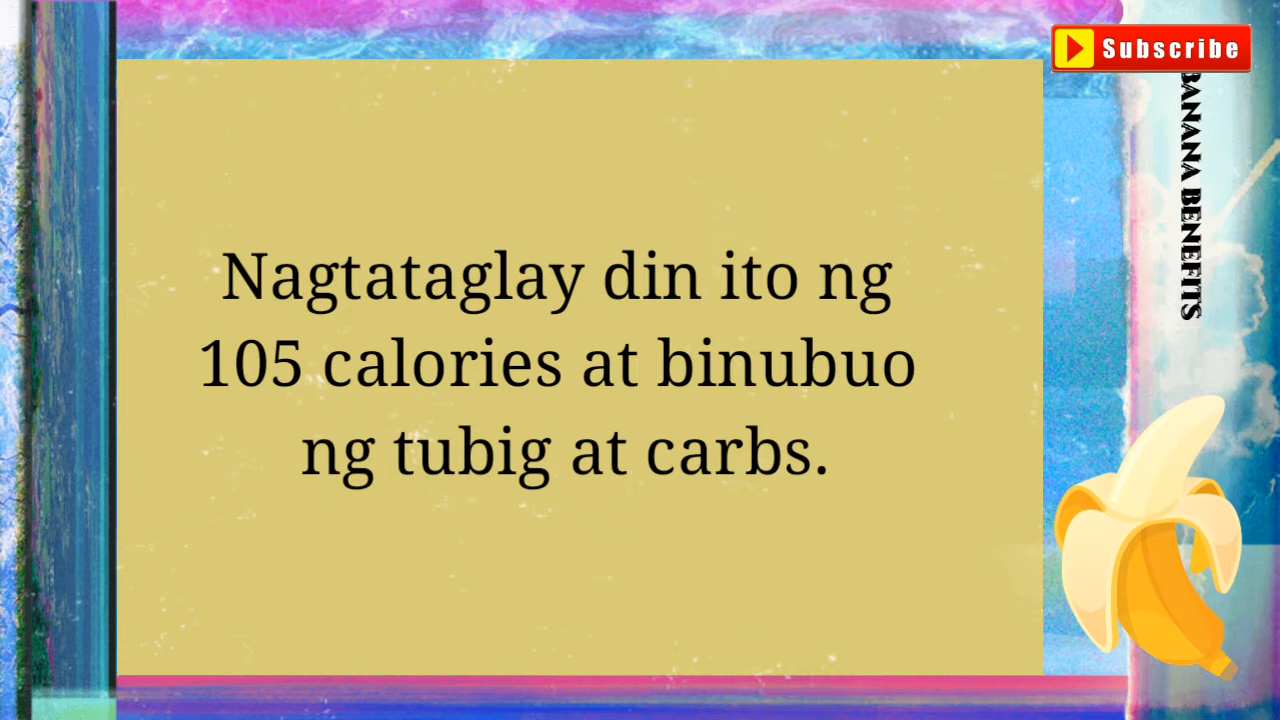 Subscribe
BANANA BENEFITS
Nagtataglay din ito ng
105 calories at binubuo
ng tubig at carbs.